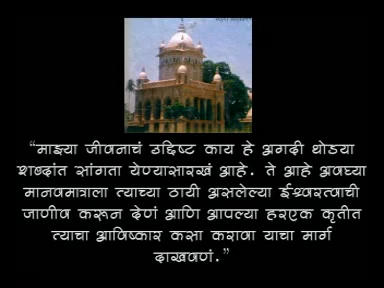 “माझ्या जीवनाचं उद्दिष्ट काय हे अगदी थोडया
शब्दांत सांगता येण्यासारखं आहे. ते आहे अवघ्या
मानवमात्राला त्याच्या ठायी असलेल्या ईश्वरत्वाची
जाणीव करून देणं आणि आपल्या हरएक कृतीत
त्याचा आविष्कार कसा करावा याचा मार्ग
दाखवणं.”